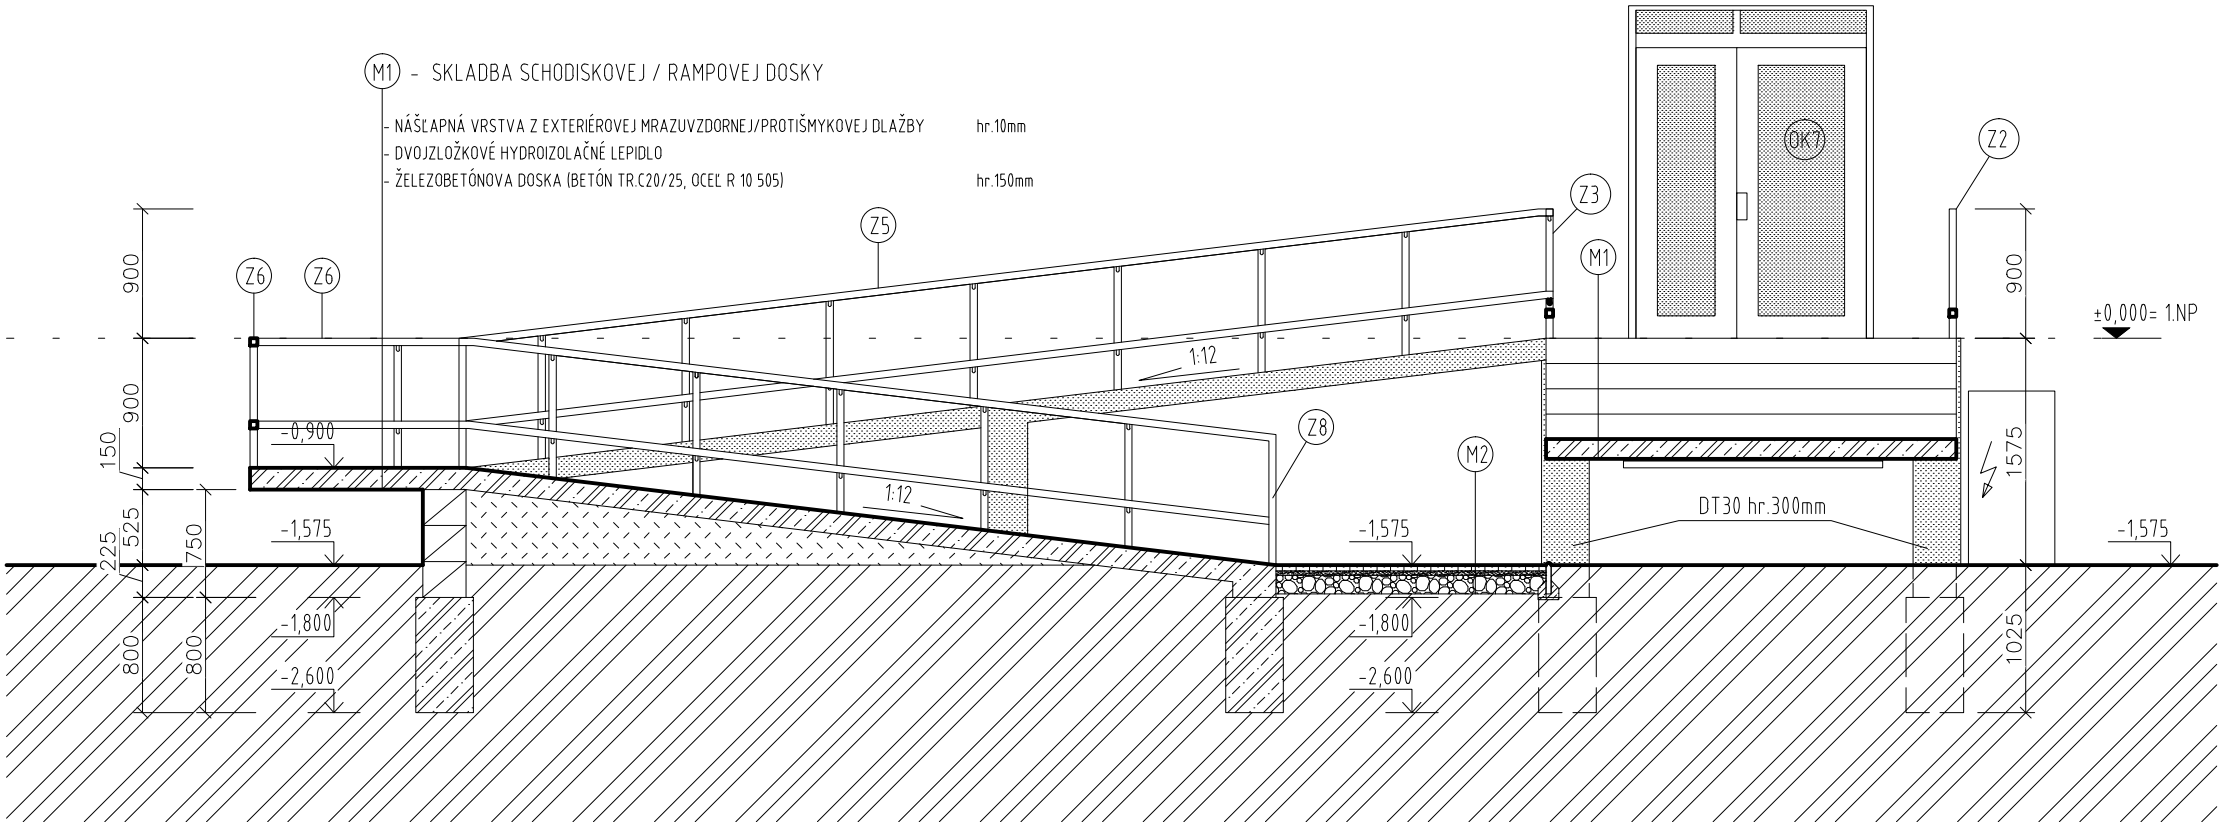 M1 - SKLADBA SCHODISKOVEJ / RAMPOVEJ DOSKY
- NÁŠĽAPNÁ VRSTVA Z EXTERIÉROVEJ MRAZUVZDORNEJ/PROTIŠMYKOVEJ DLAŽBY hr.10mm
- DVOJZLOŽKOVÉ HYDROIZOLAČNÉ LEPIDLO
- ŽELEZOBETÓNOVA DOSKA (BETÓN TR.C20/25, OCEĽ R 10 505) hr.150mm
OK7
Z2
Z3
Z5
M1
Z6
Z6
900
900
±0,000= 1.NP
1:12
900
150
-0,900
Z8
M2
1575
1:12
DT30 hr.300mm
525
225
750
-1,575
-1,575
-1,575
-1,800
-1,800
800
800
-2,600
-2,600
1025